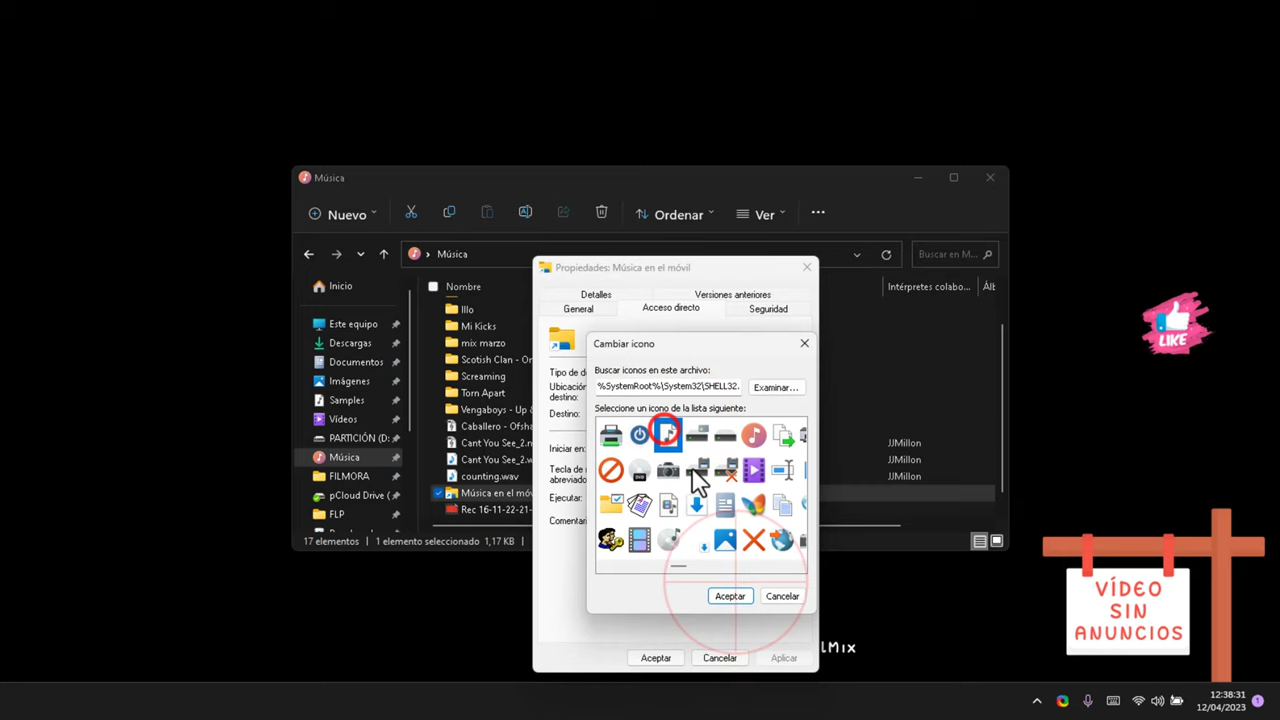 Música
Nuevo
Ordenar
Ver
Música
Buscar en M...
Nombre
Intérpretes colabo...
Álb
Inicio
Este equipo
Descargas
Documentos
Imágenes
Samples
Vídeos
PARTICIÓN (D:
Música
FILMORA
pCloud Drive (
FLP
Illo
Mi Kicks
mix marzo
Scotish Clan - On
Screaming
Torn Apart
Vengaboys - Up &
Caballero - Offsha
Cant You See_2.m
Cant You See_2.w
counting.wav
Música en el móv
Rec 16-11-22-21-
JJMillon
JJMillon
JJMillon
17 elementos
1 elemento seleccionado
1,17 KB
Propiedades: Música en el móvil
Detalles
Versiones anteriores
General
Acceso directo
Seguridad
Tipo de d
Ubicación
destino:
Destino:
Iniciar en:
Tecla de m
abreviado
Ejecutar:
Comentari
Cambiar icono
Buscar iconos en este archivo:
%SystemRoot%\System32\SHELL32.
Examinar...
Seleccione un icono de la lista siguiente:
DVD
Aceptar
Cancelar
Aceptar
Cancelar
Aplicar
lMix
LIKE
VÍDEO
SIN
ANUNCIOS
12:38:31
12/04/2023
1